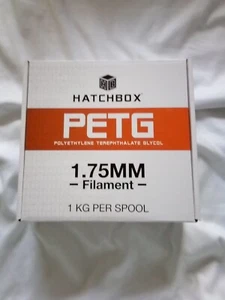 HATCHBOX
PETG
POLYETHYLENE TEREPHTHALATE GLYCOL
1.75MM
– Filament –
1 KG PER SPOOL